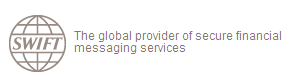 SWIFT
The global provider of secure financial
messaging services